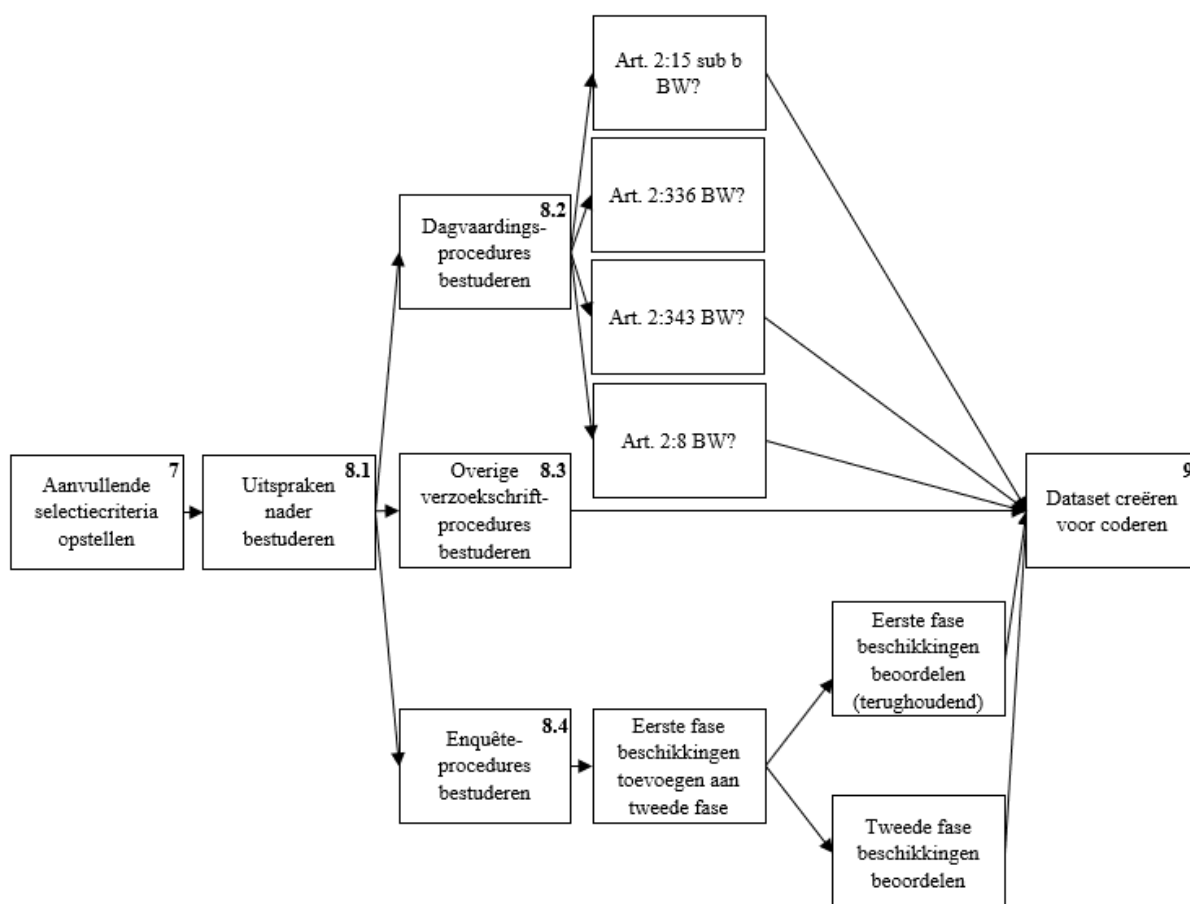 Art. 2:15 sub b
BW?
Art. 2:336 BW?
8.2
Dagvaardings-
procedures
bestuderen
Art. 2:343 BW?
Art. 2:8 BW?
7
Aanvullende
selectiecriteria
opstellen
8.1
Uitspraken
nader
bestuderen
8.3
Overige
verzoekschrift-
procedures
bestuderen
9
Dataset creëren
voor coderen
Eerste fase
beschikkingen
beoordelen
(terughoudend)
8.4
Enquête-
procedures
bestuderen
Eerste fase
beschikkingen
toevoegen aan
tweede fase
Tweede fase
beschikkingen
beoordelen